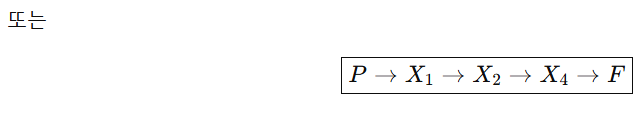 또는
P → X₁ → X₂ → X₄ → F